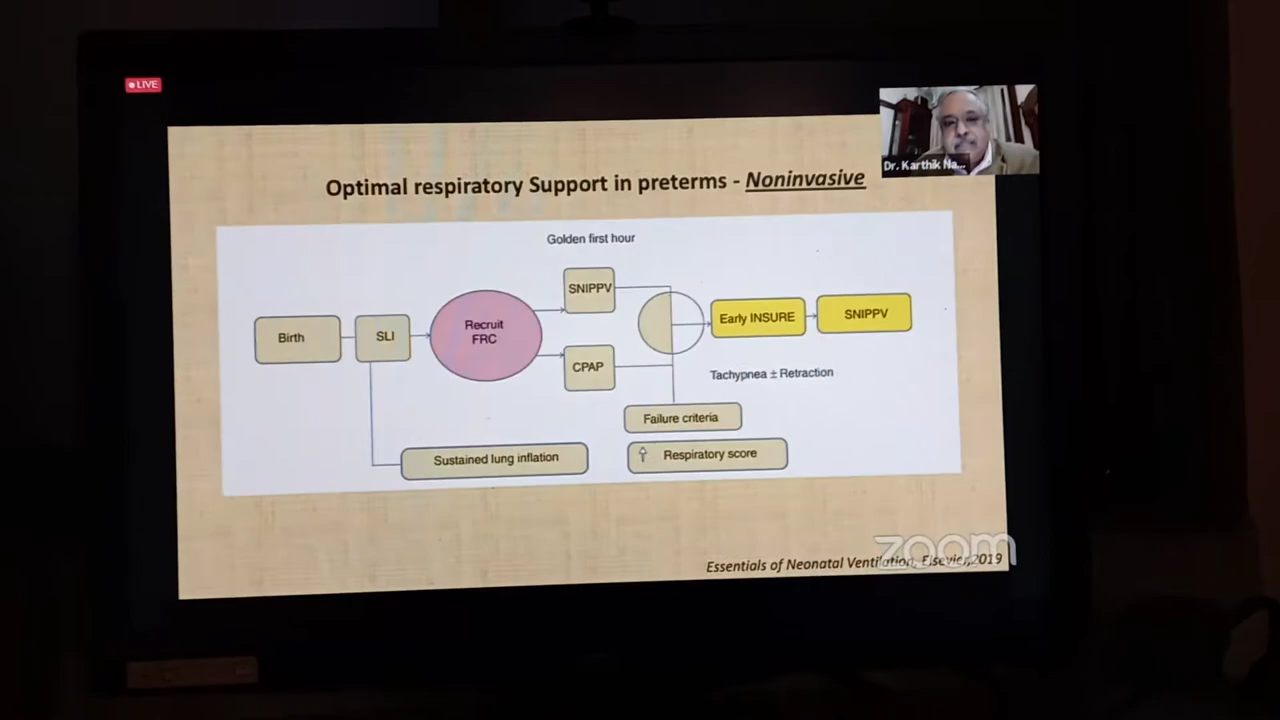 LIVE
Dr. Karthik Na...
Optimal respiratory Support in preterms - Noninvasive
Golden first hour
SNIPPV
Birth
SLI
Recruit
FRC
CPAP
Early INSURE
SNIPPV
Tachypnea ± Retraction
Failure criteria
Sustained lung inflation
↑ Respiratory score
zoom
Essentials of Neonatal Ventilation, Elsevier,2019